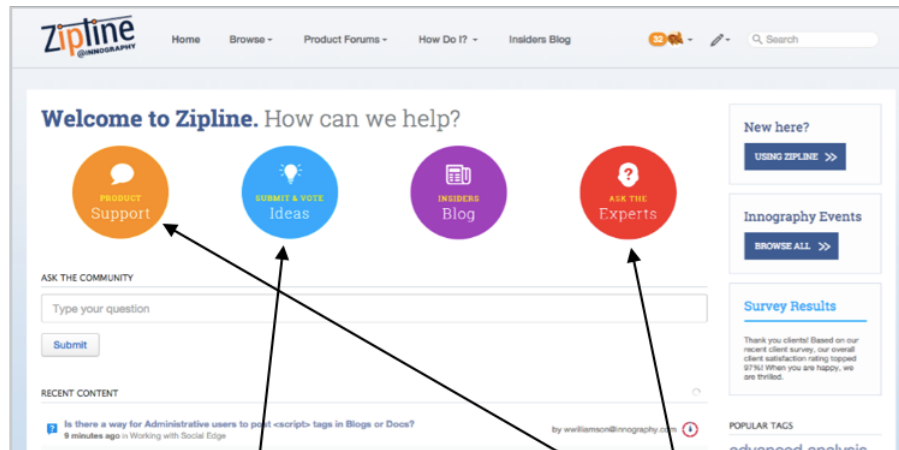 Zipline
@INNOGRAPHY
Home Browse Product Forums How Do I? Insiders Blog 32 Search
Welcome to Zipline. How can we help?
PRODUCT
Support
SUBMIT & VOTE
Ideas
INSIDERS
Blog
ASK THE
Experts
ASK THE COMMUNITY
Type your question
Submit
RECENT CONTENT
Is there a way for Administrative users to post <script> tags in Blogs or Docs?
9 minutes ago in Working with Social Edge
by wwilliamson@innography.com
New here?
USING ZIPLINE >>
Innography Events
BROWSE ALL >>
Survey Results
Thank you clients! Based on our
recent client survey, our overall
client satisfaction rating topped
97%! When you are happy, we
are thrilled.
POPULAR TAGS
advanced analysis